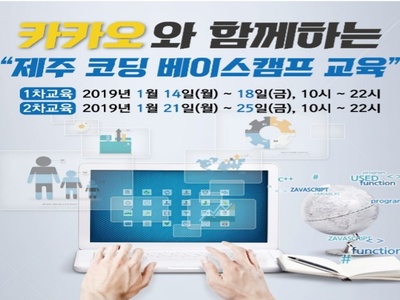 카카오와 함께하는
“제주 코딩 베이스캠프 교육”
1차교육 2019년 1월 14일(월) ~ 18일(금), 10시 ~ 22시
2차교육 2019년 1월 21일(월) ~ 25일(금), 10시 ~ 22시
c++
</>
USED
function
ZAVASCRIPT
program
ZAVASCRIPT
< >
function
#